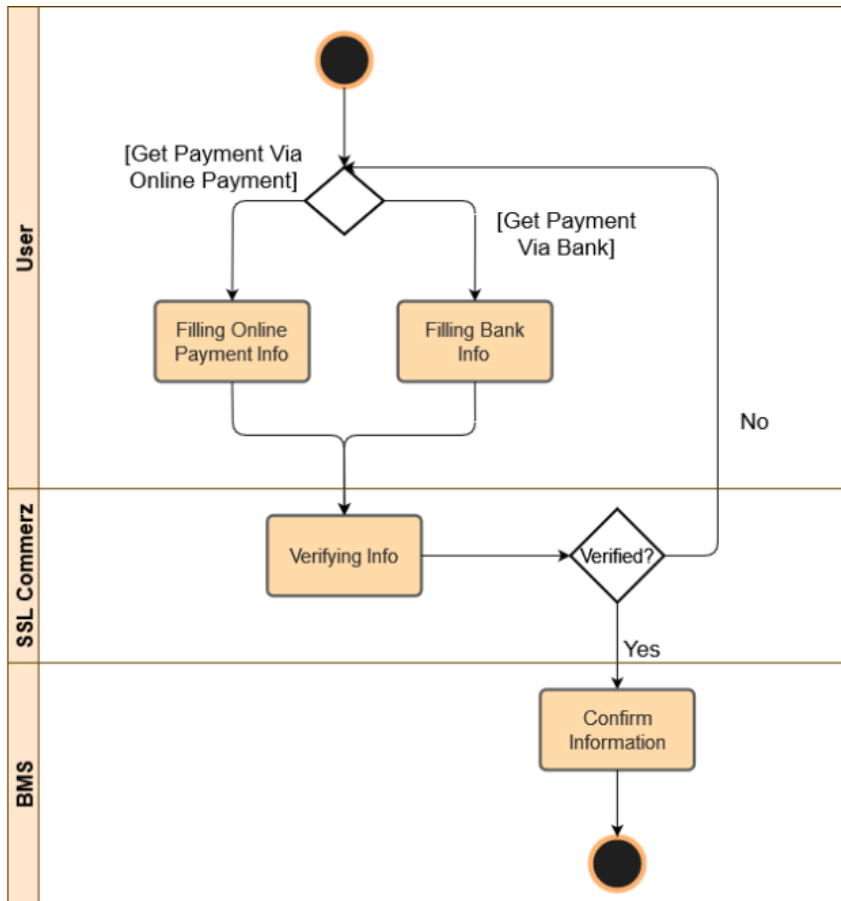 User
[Get Payment Via
Online Payment]
[Get Payment
Via Bank]
Filling Online
Payment Info
Filling Bank
Info
No
SSL Commerz
Verifying Info
Verified?
Yes
BMS
Confirm
Information